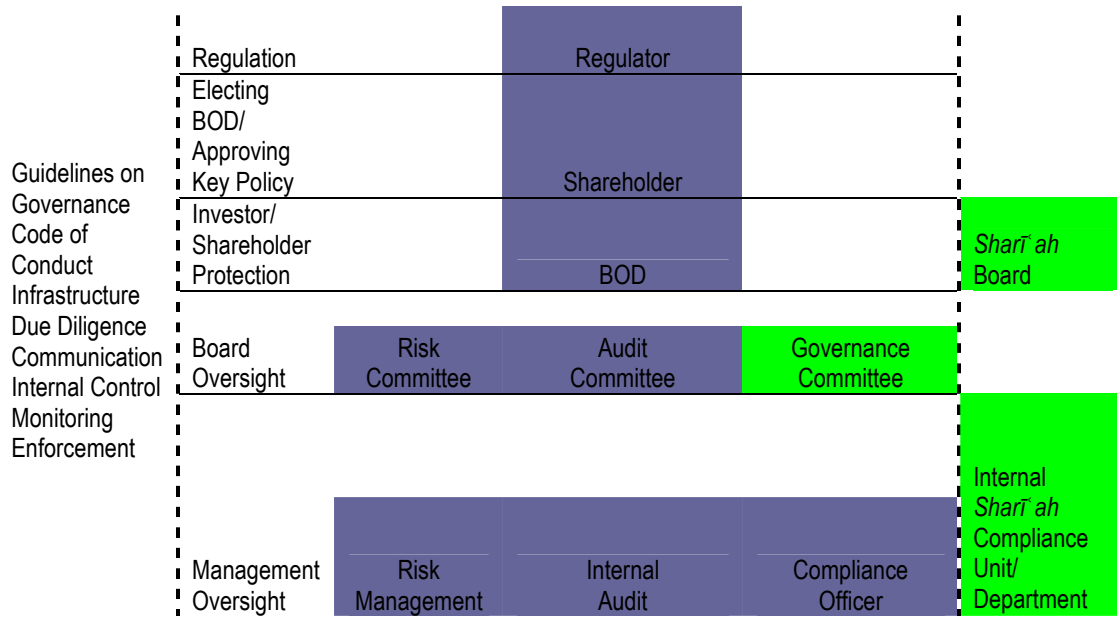 Guidelines on
Governance
Code of
Conduct
Infrastructure
Due Diligence
Communication
Internal Control
Monitoring
Enforcement
Regulation
Regulator
Electing
BOD/
Approving
Key Policy
Shareholder
Investor/
Shareholder
Protection
BOD
Sharīʿah
Board
Board
Oversight
Risk
Committee
Audit
Committee
Governance
Committee
Management
Oversight
Risk
Management
Internal
Audit
Compliance
Officer
Internal
Sharīʿah
Compliance
Unit/
Department